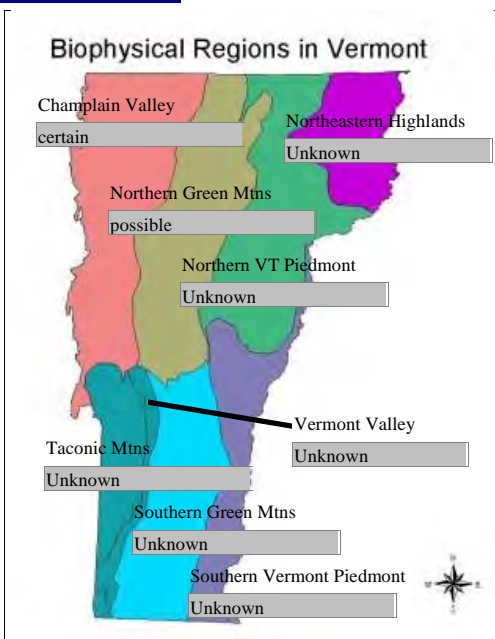 Biophysical Regions in Vermont
Champlain Valley
certain
Northeastern Highlands
Unknown
Northern Green Mtns
possible
Northern VT Piedmont
Unknown
Vermont Valley
Unknown
Taconic Mtns
Unknown
Southern Green Mtns
Unknown
Southern Vermont Piedmont
Unknown